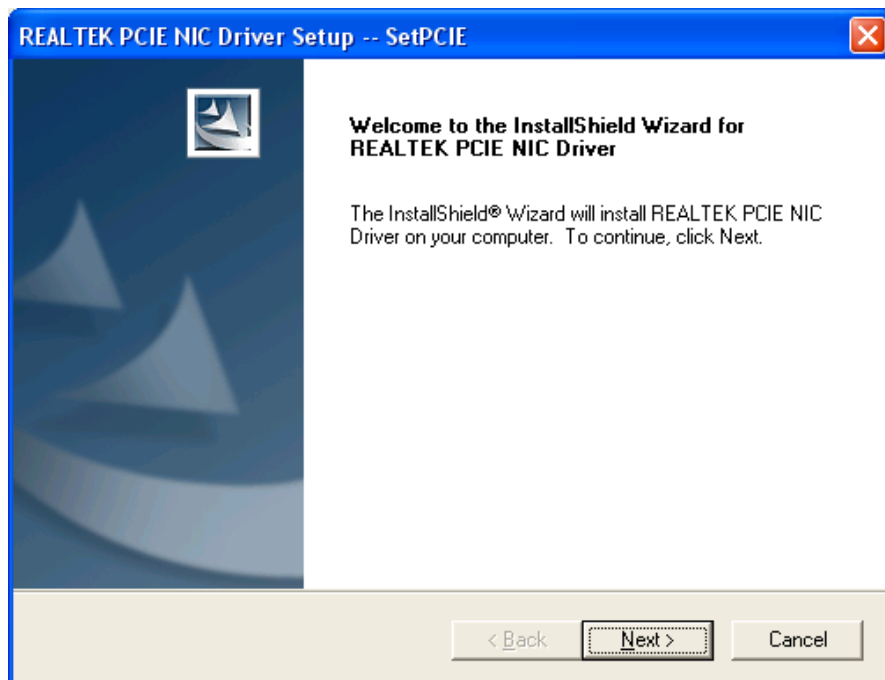 REALTEK PCIE NIC Driver Setup -- SetPCIE
Welcome to the InstallShield Wizard for
REALTEK PCIE NIC Driver
The InstallShield® Wizard will install REALTEK PCIE NIC
Driver on your computer.  To continue, click Next.
< Back
Next >
Cancel